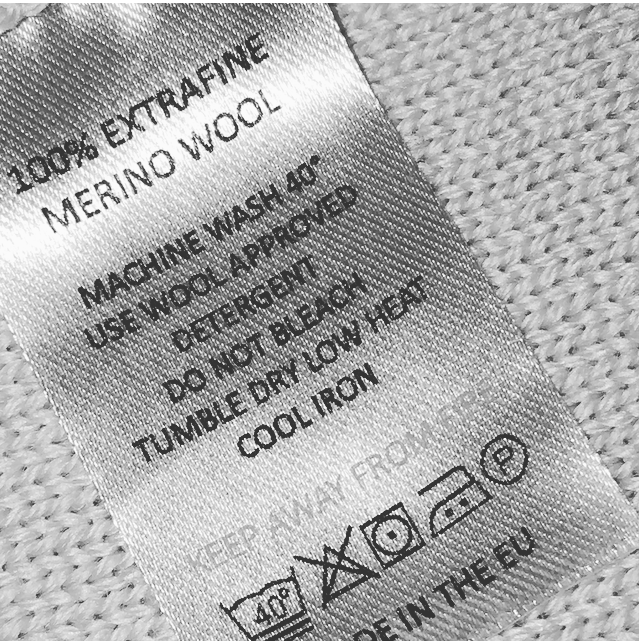 100% EXTRAFINE
MERINO WOOL
MACHINE WASH 40°
USE WOOL APPROVED
DETERGENT
DO NOT BLEACH
TUMBLE DRY LOW HEAT
COOL IRON
KEEP AWAY FROM
40° P
IN THE EU